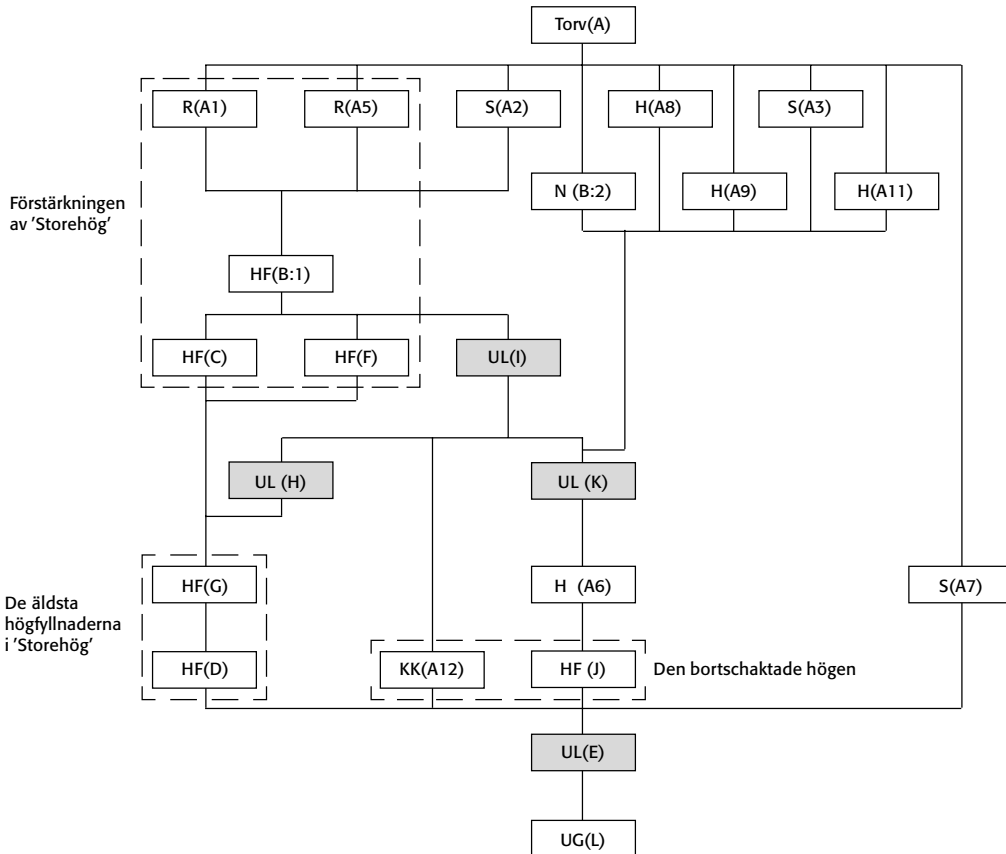 Torv(A)
R(A1)
R(A5)
S(A2)
H(A8)
S(A3)
N (B:2)
H(A9)
H(A11)
Förstärkningen
av ’Storehög’
HF(B:1)
HF(C)
HF(F)
UL(I)
UL (H)
UL (K)
HF(G)
H (A6)
S(A7)
De äldsta
högfyllnaderna
i ’Storehög’
HF(D)
KK(A12)
HF (J)
Den bortschaktade högen
UL(E)
UG(L)